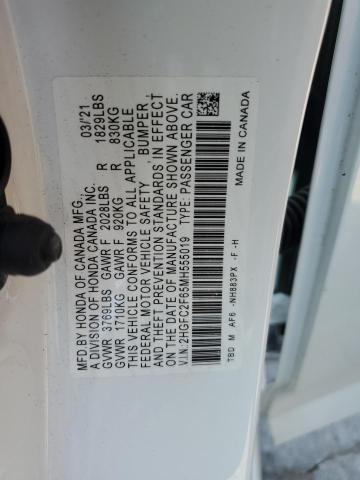 MFD BY HONDA OF CANADA MFG., 03/21
A DIVISION OF HONDA CANADA INC.
GVWR 3769LBS GAWR F 2028LBS R 1829LBS
GVWR 1710KG GAWR F 920KG R 830KG
THIS VEHICLE CONFORMS TO ALL APPLICABLE
FEDERAL MOTOR VEHICLE SAFETY, BUMPER,
AND THEFT PREVENTION STANDARDS IN EFFECT
ON THE DATE OF MANUFACTURE SHOWN ABOVE.
V.I.N.: 2HGFC2F65MH555019 TYPE: PASSENGER CAR
MADE IN CANADA
TBD M AF6 -NH883PX -F -H